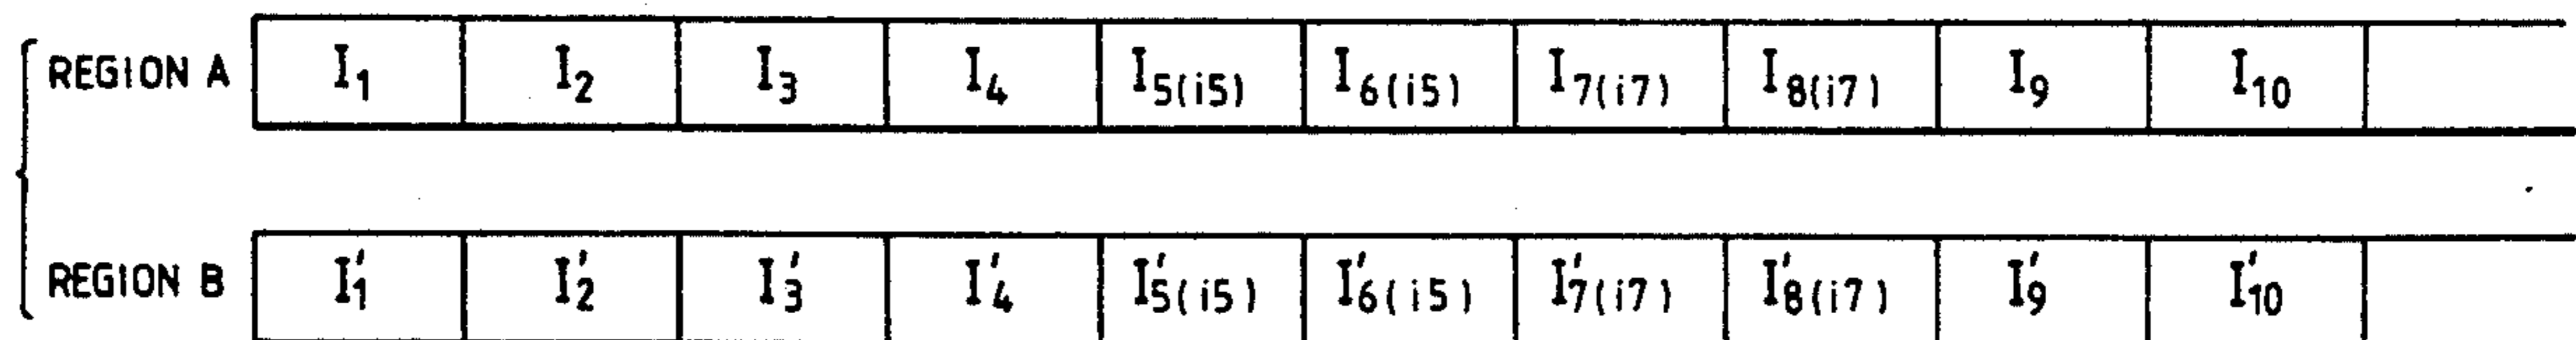 REGION A I₁ I₂ I₃ I₄ I₅₍ᵢ₅₎ I₆₍ᵢ₅₎ I₇₍ᵢ₇₎ I₈₍ᵢ₇₎ I₉ I₁₀
REGION B I′₁ I′₂ I′₃ I′₄ I′₅₍ᵢ₅₎ I′₆₍ᵢ₅₎ I′₇₍ᵢ₇₎ I′₈₍ᵢ₇₎ I′₉ I′₁₀